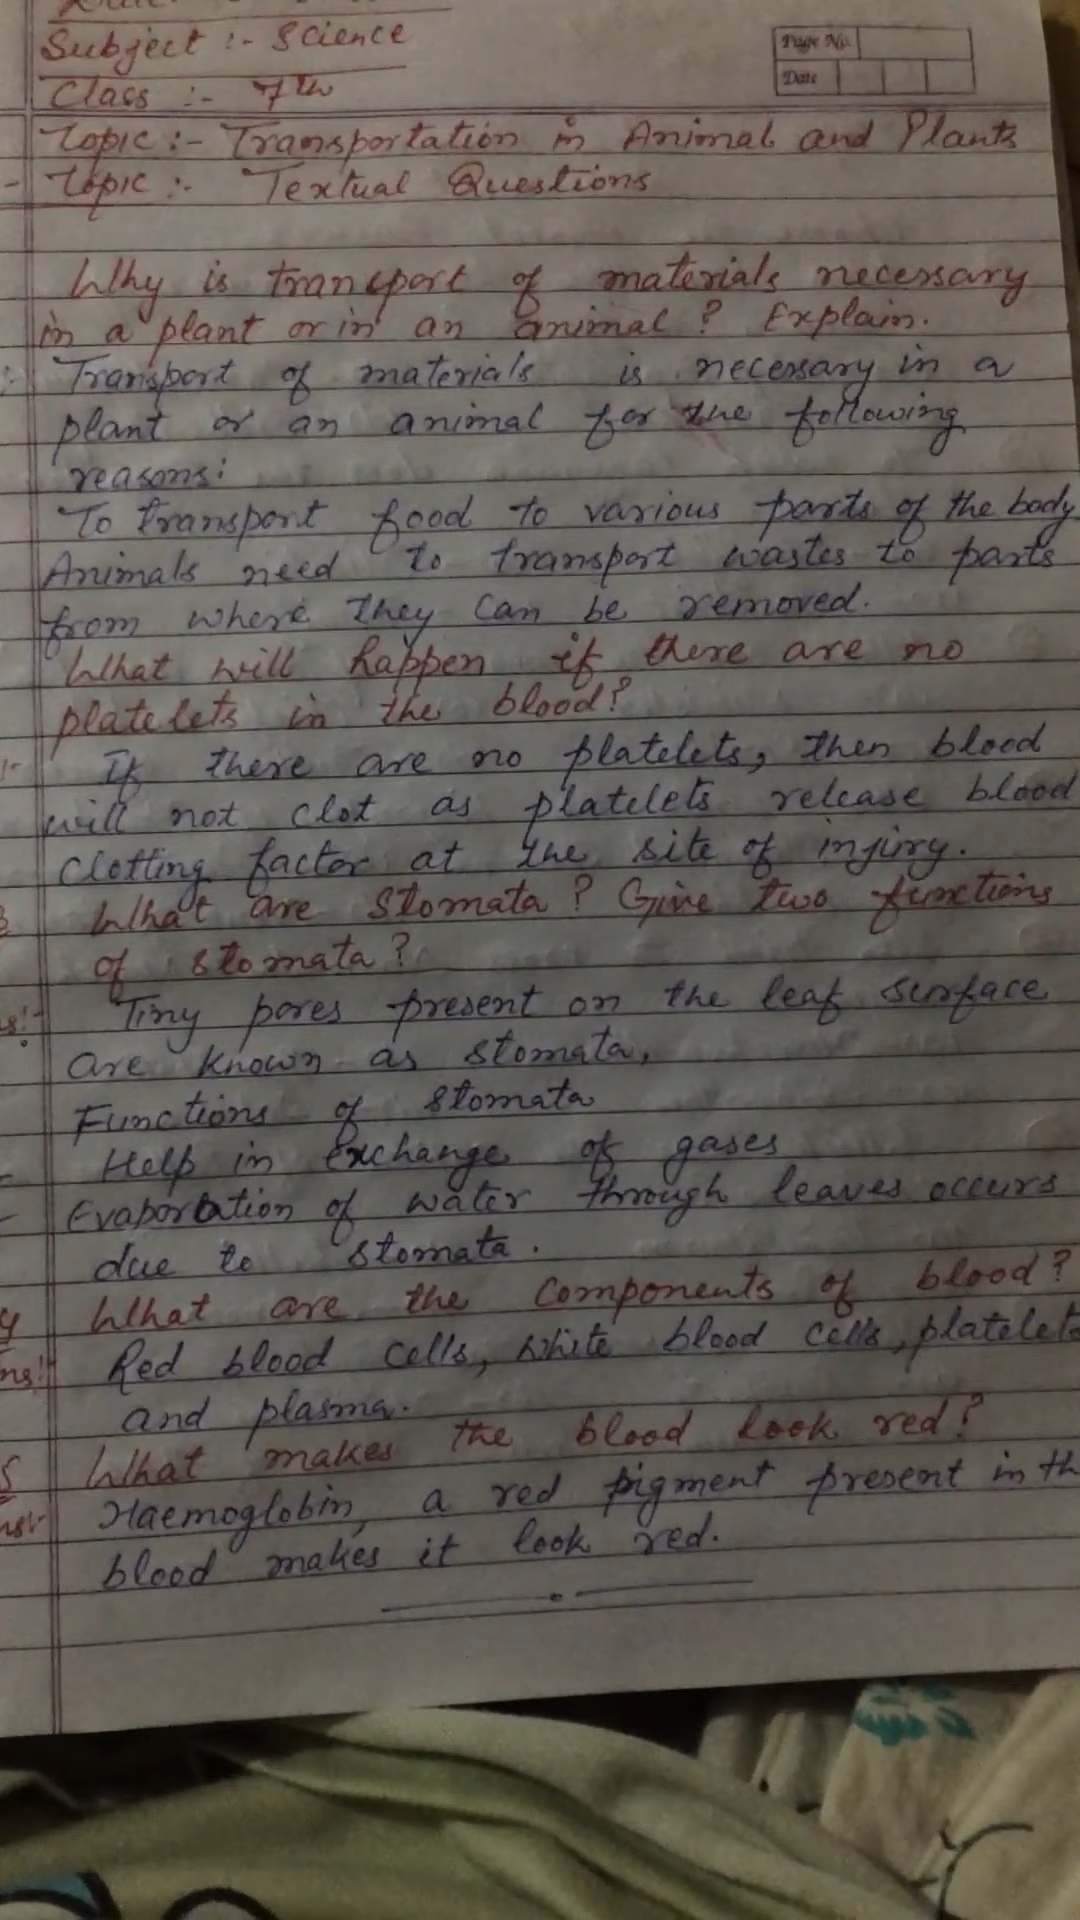 Subject :- Science
Page No.
Date
Class :- 7th
Topic :- Transportation in Animal and Plants
- Topic :- Textual Questions
Why is transport of materials necessary
in a plant or in an animal? Explain.
Transport of materials is necessary in a
plant or an animal for the following
reasons:
To transport food to various parts of the body
Animals need to transport wastes to parts
from where they can be removed.
What will happen if there are no
platelets in the blood?
If there are no platelets, then blood
will not clot as platelets release blood
clotting factor at the site of injury.
3 What are stomata? Give two functions
of stomata?
Tiny pores present on the leaf surface
are known as stomata,
Functions of stomata
- Help in exchange of gases
- Evaporation of water through leaves occurs
due to stomata.
4 What are the components of blood?
ns:- Red blood cells, white blood cells, platelets
and plasma.
5 What makes the blood look red?
ns:- Haemoglobin, a red pigment present in th
blood makes it look red.